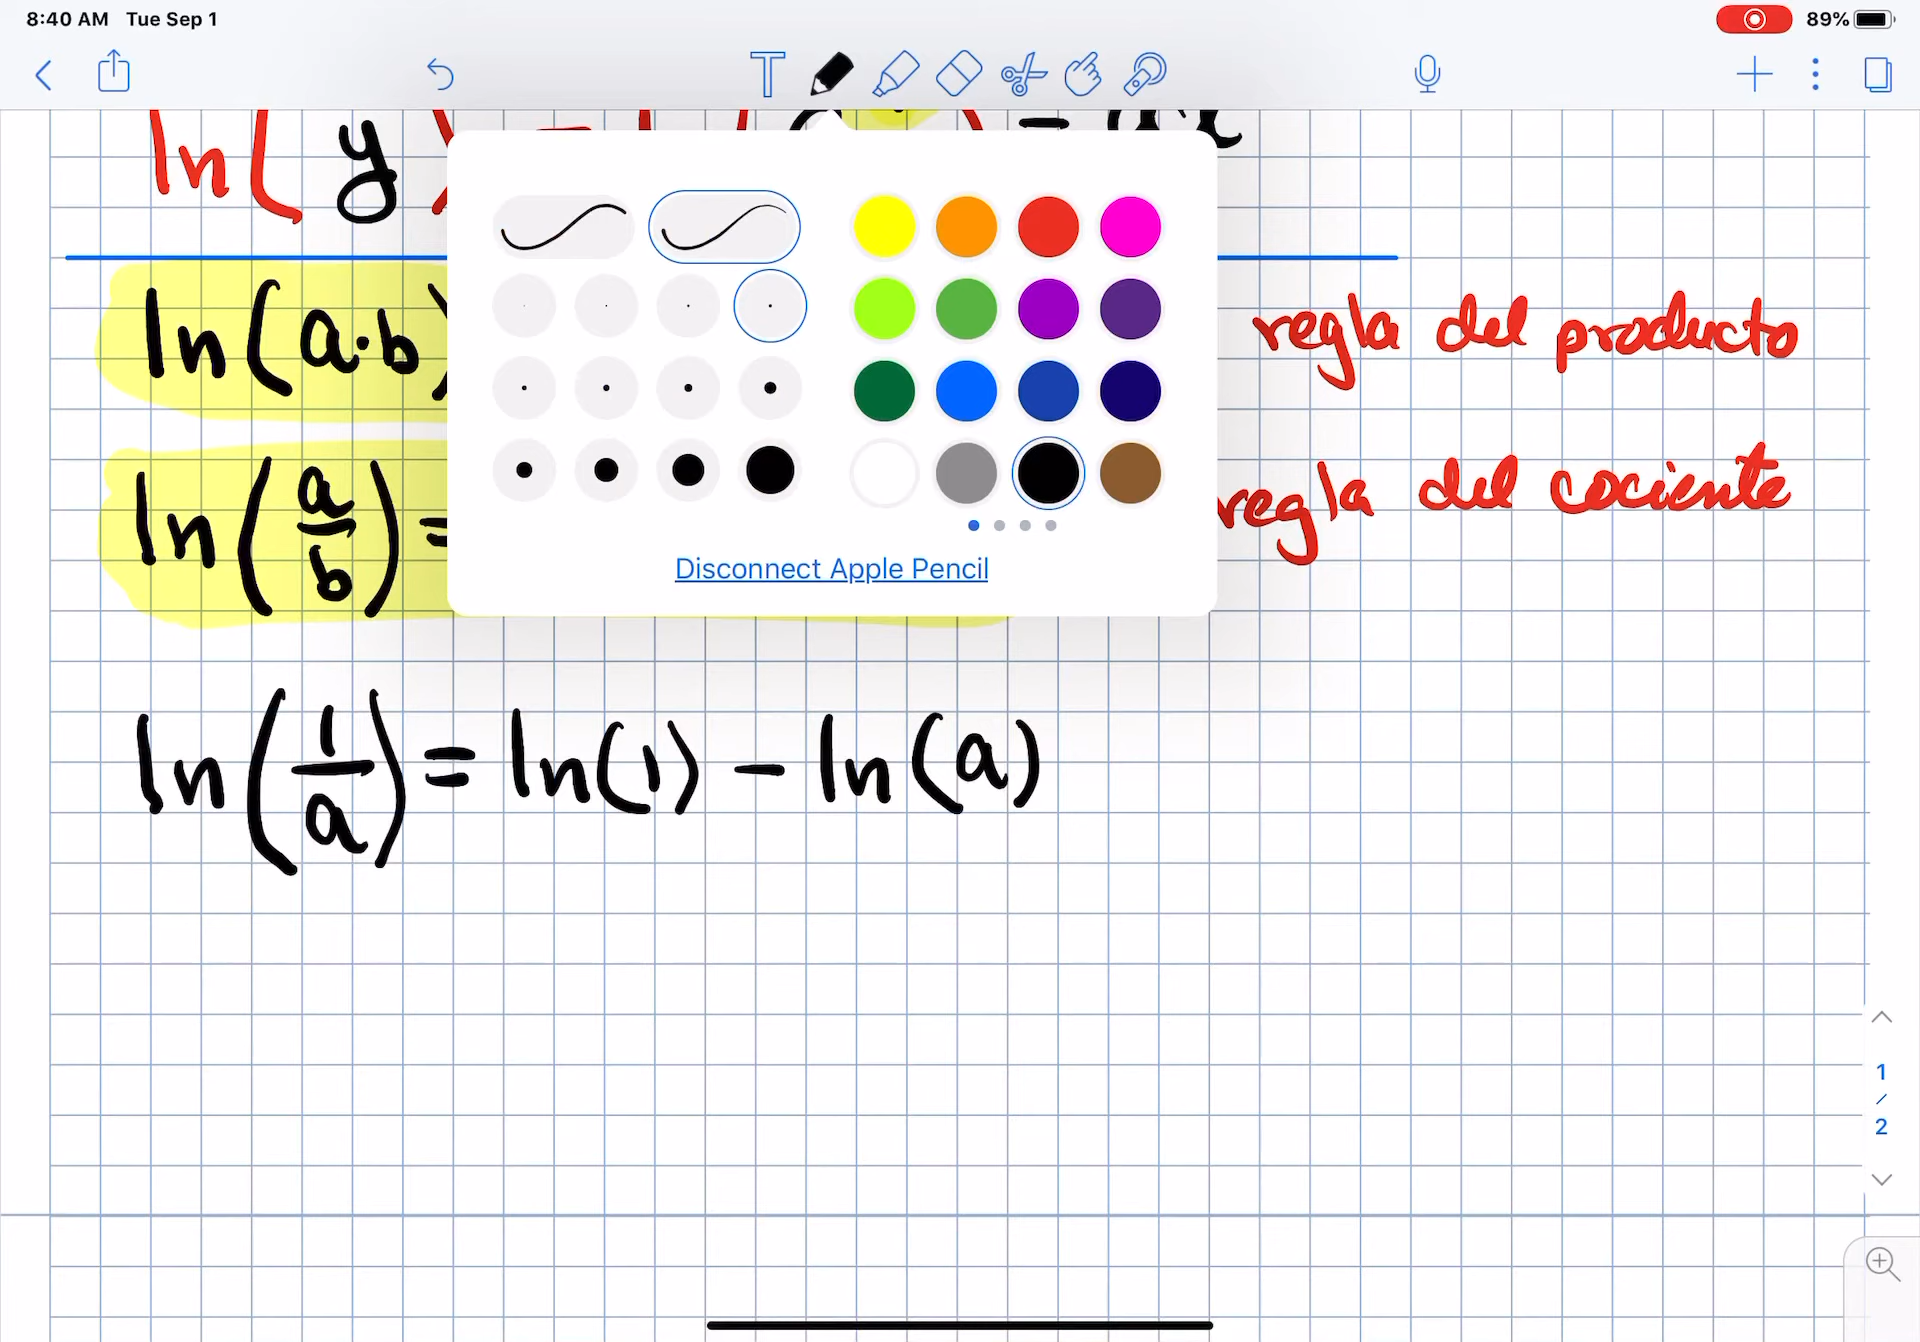 8:40 AM Tue Sep 1 89%
ln( y )
ln(a·b) regla del producto
ln(a/b) = regla del cociente
Disconnect Apple Pencil
ln(1/a) = ln(1) - ln(a)
1
/
2